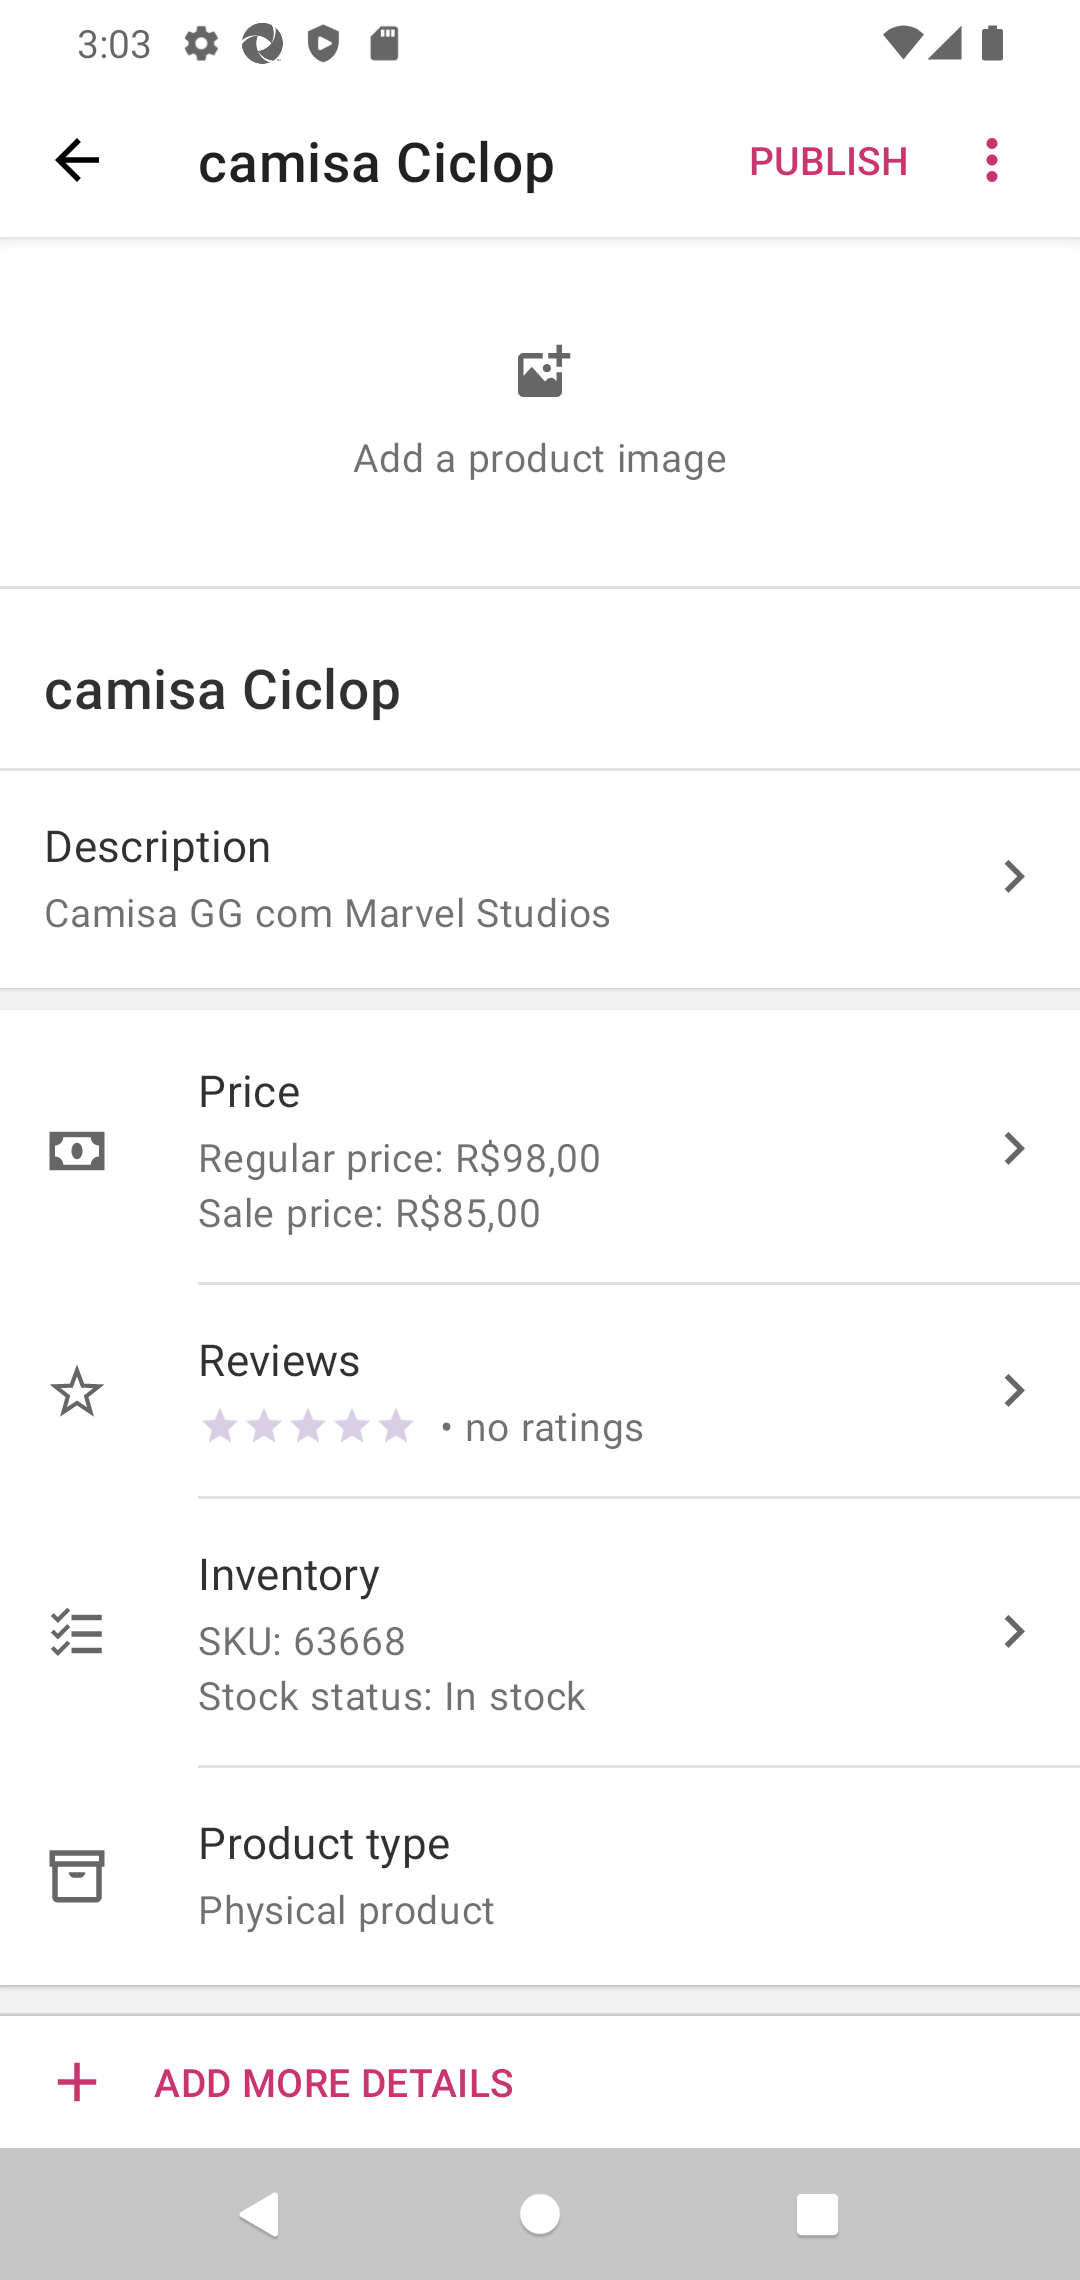 3:03
camisa Ciclop
PUBLISH
Add a product image
camisa Ciclop
Description
Camisa GG com Marvel Studios
Price
Regular price: R$98,00
Sale price: R$85,00
Reviews
• no ratings
Inventory
SKU: 63668
Stock status: In stock
Product type
Physical product
ADD MORE DETAILS